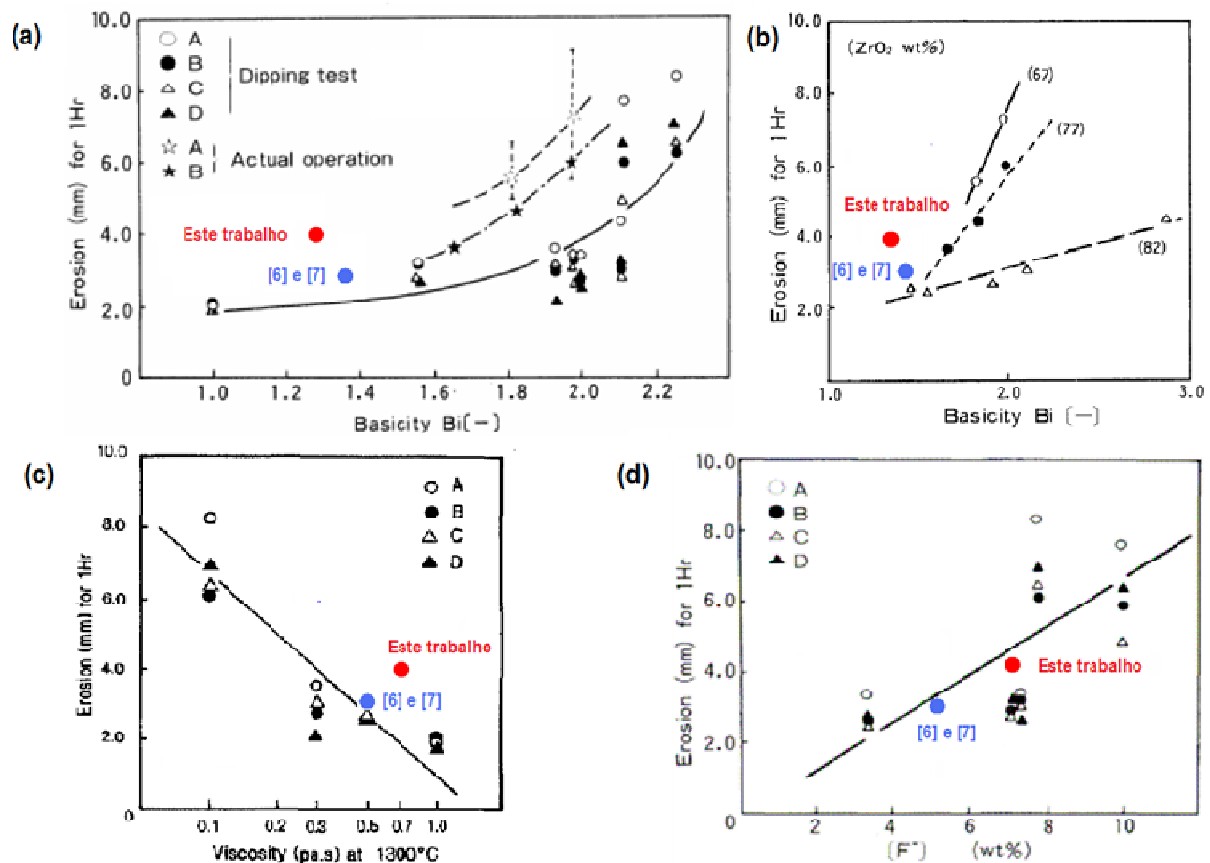 (a)
10.0
8.0
6.0
4.0
2.0
0
Erosion (mm) for 1Hr
A
B
C
D
Dipping test
A
B
Actual operation
Este trabalho
[6] e [7]
1.0 1.2 1.4 1.6 1.8 2.0 2.2
Basicity Bi[-]
(b)
10.0
8.0
6.0
4.0
2.0
0
Erosion (mm) for 1Hr
(ZrO₂ wt%)
(67)
(77)
(82)
Este trabalho
[6] e [7]
1.0 2.0 3.0
Basicity Bi [-]
(c)
10.0
8.0
6.0
4.0
2.0
0
Erosion (mm) for 1Hr
A
B
C
D
Este trabalho
[6] e [7]
0.1 0.2 0.3 0.5 0.7 1.0
Viscosity (pa.s) at 1300°C
(d)
10.0
8.0
6.0
4.0
2.0
0
Erosion (mm) for 1Hr
A
B
C
D
Este trabalho
[6] e [7]
2 4 6 8 10
[F⁻] (wt%)